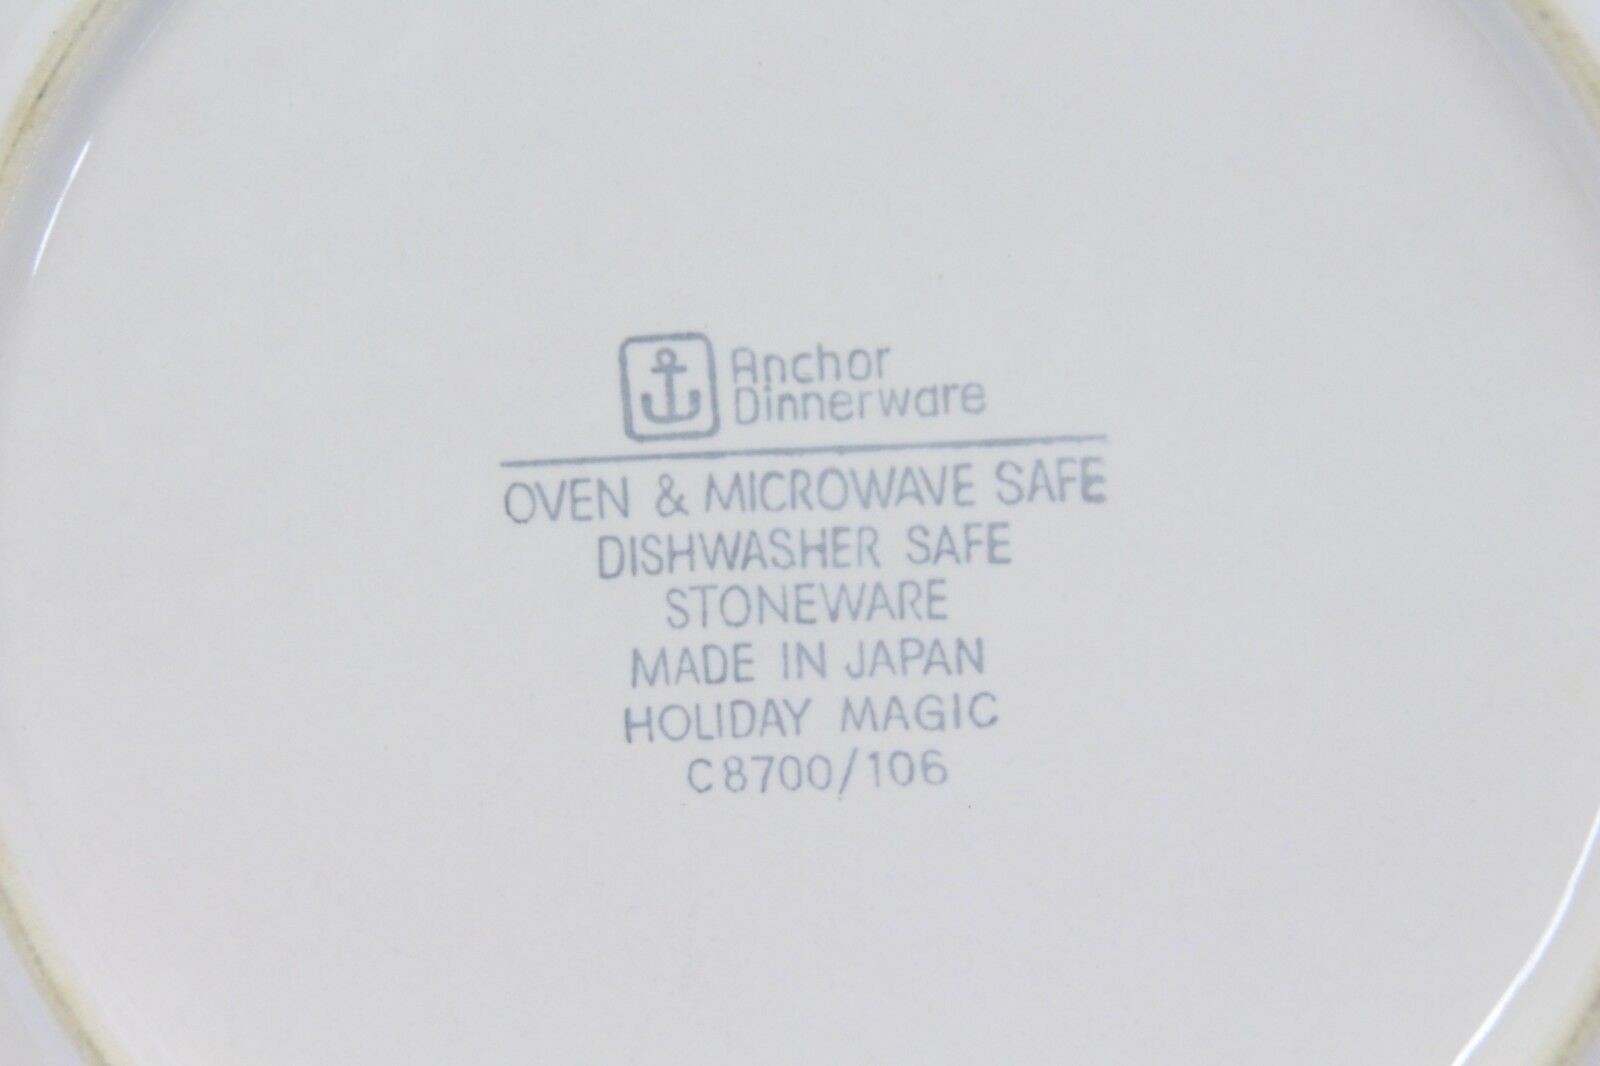 Anchor
Dinnerware
OVEN & MICROWAVE SAFE
DISHWASHER SAFE
STONEWARE
MADE IN JAPAN
HOLIDAY MAGIC
C8700/106